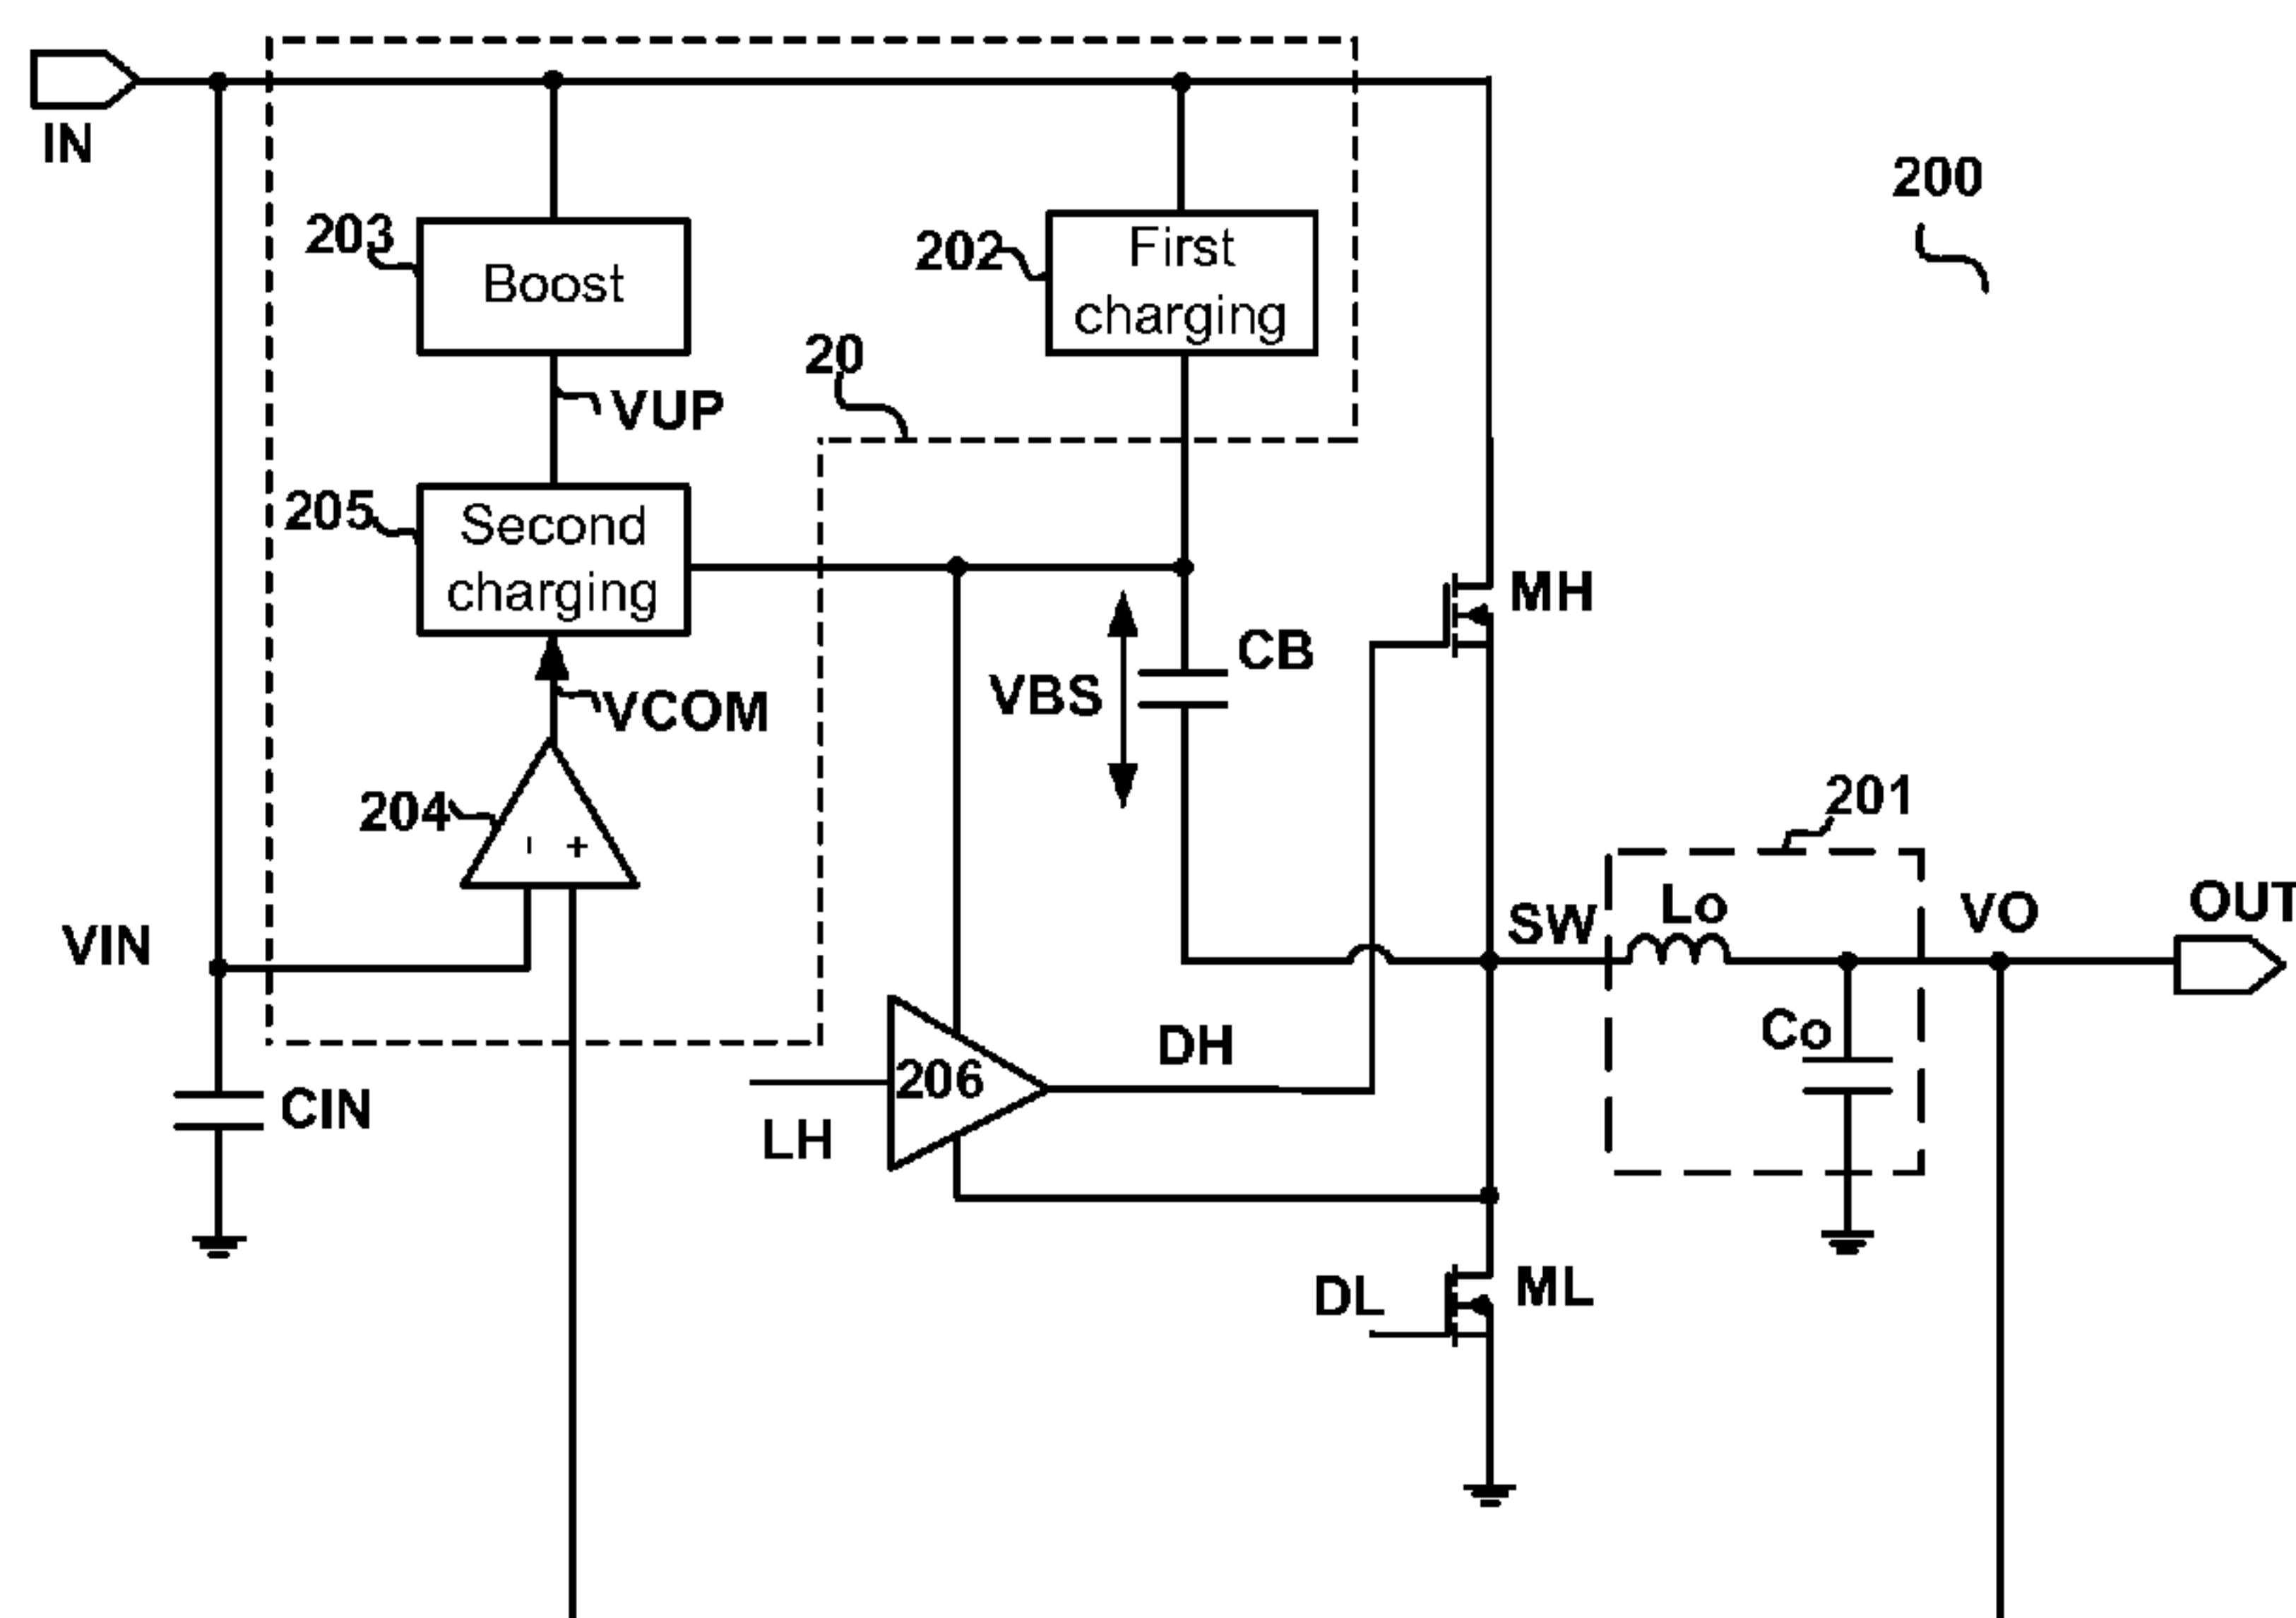 IN
200
203
Boost
202
First
charging
20
VUP
205
Second
charging
MH
CB
VBS
VCOM
204
- +
201
VIN
SW
Lo
VO
OUT
Co
DH
206
CIN
LH
DL
ML